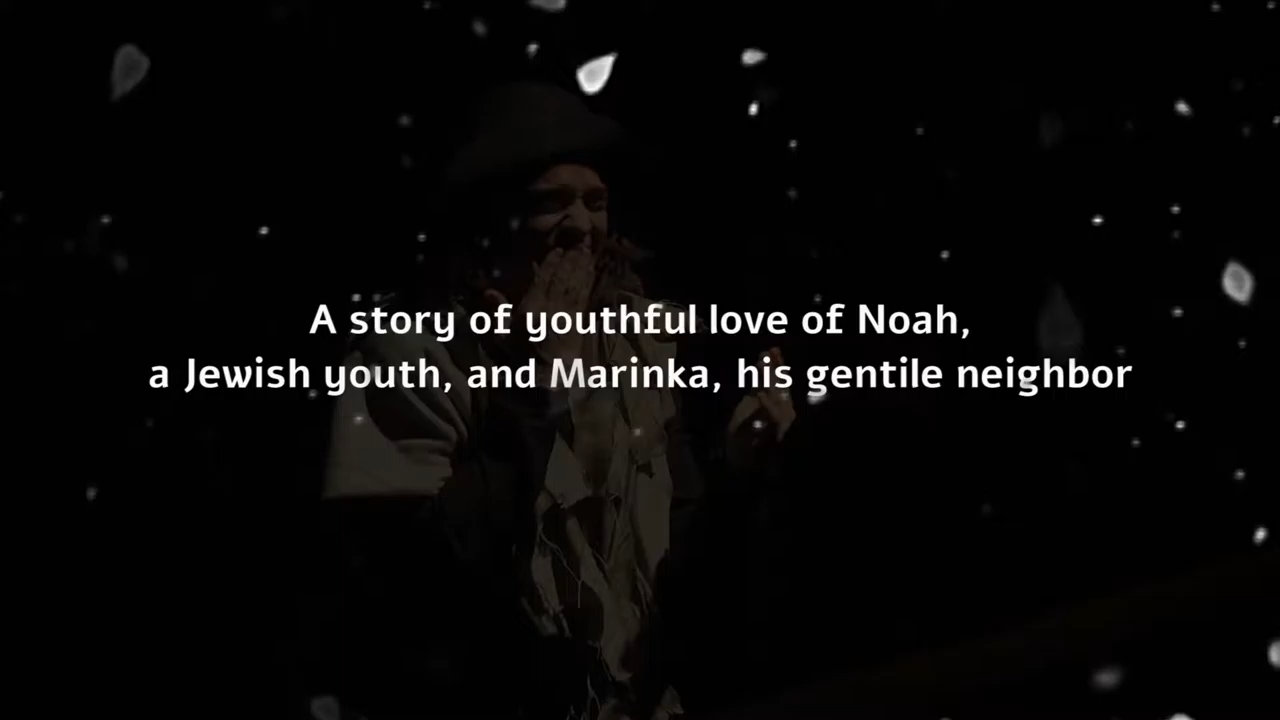 A story of youthful love of Noah,
a Jewish youth, and Marinka, his gentile neighbor